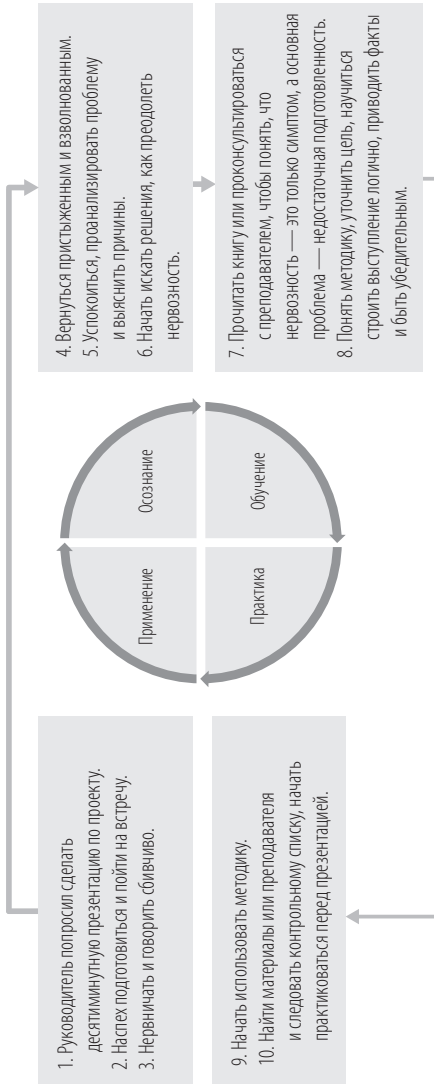 1. Руководитель попросил сделать
десятиминутную презентацию по проекту.
2. Наспех подготовиться и пойти на встречу.
3. Нервничать и говорить сбивчиво.
4. Вернуться пристыженным и взволнованным.
5. Успокоиться, проанализировать проблему
и выяснить причины.
6. Начать искать решения, как преодолеть
нервозность.
Применение
Осознание
Практика
Обучение
7. Прочитать книгу или проконсультироваться
с преподавателем, чтобы понять, что
нервозность — это только симптом, а основная
проблема — недостаточная подготовленность.
8. Понять методику, уточнить цель, научиться
строить выступление логично, приводить факты
и быть убедительным.
9. Начать использовать методику.
10. Найти материалы или преподавателя
и следовать контрольному списку, начать
практиковаться перед презентацией.